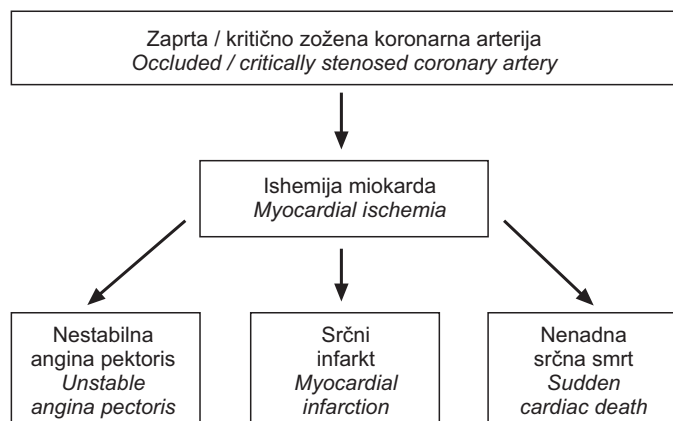 Zaprta / kritično zožena koronarna arterija
Occluded / critically stenosed coronary artery
Ishemija miokarda
Myocardial ischemia
Nestabilna
angina pektoris
Unstable
angina pectoris
Srčni
infarkt
Myocardial
infarction
Nenadna
srčna smrt
Sudden
cardiac death